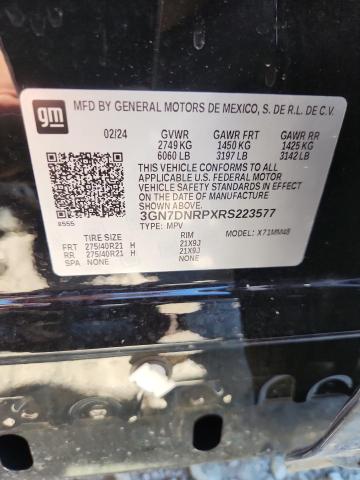 gm
MFD BY GENERAL MOTORS DE MEXICO, S. DE R.L. DE C.V.
02/24 GVWR GAWR FRT GAWR RR
2749 KG 1450 KG 1425 KG
6060 LB 3197 LB 3142 LB
THIS VEHICLE CONFORMS TO ALL
APPLICABLE U.S. FEDERAL MOTOR
VEHICLE SAFETY STANDARDS IN
EFFECT ON THE DATE OF
MANUFACTURE SHOWN ABOVE.
3GN7DNRPXRS223577
TYPE: MPV
8555
X71MM48
TIRE SIZE RIM
FRT 275/40R21 H 21X9J
RR 275/40R21 H 21X9J
SPA NONE NONE